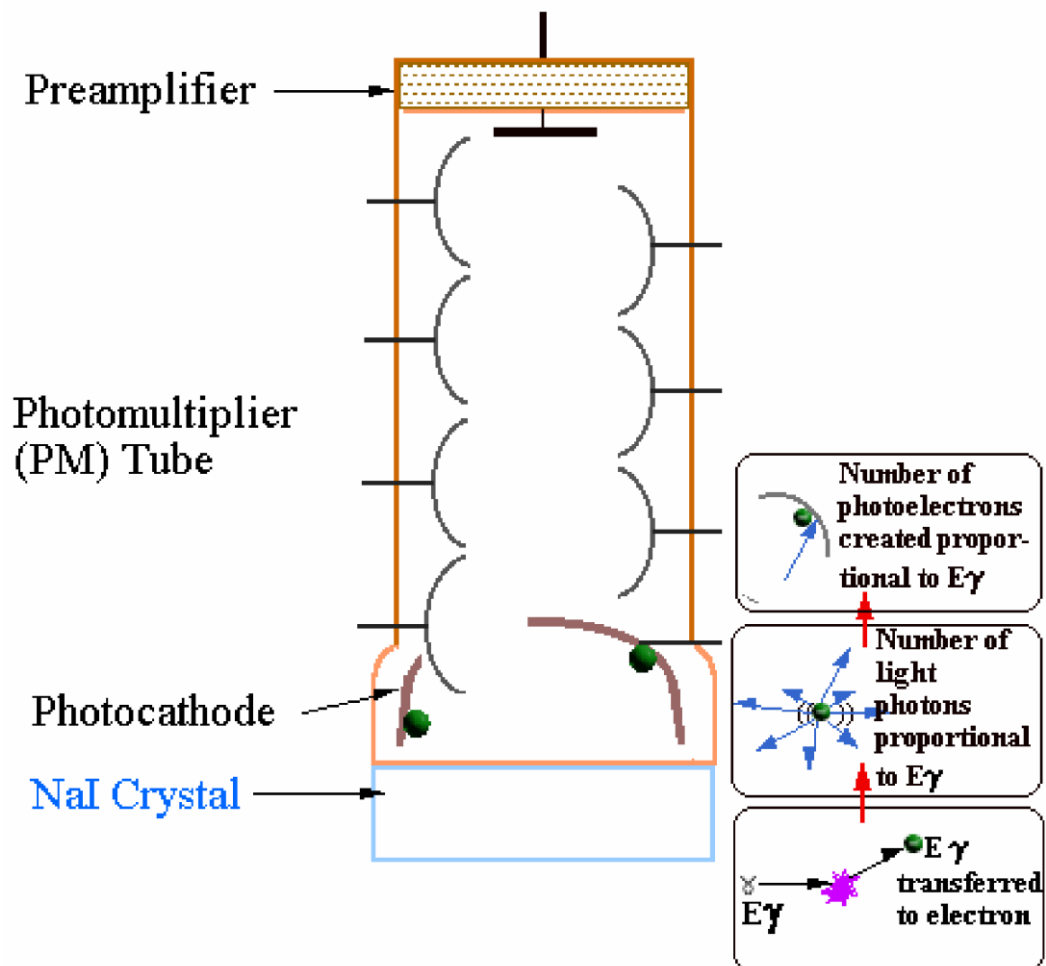 Preamplifier
Photomultiplier
(PM) Tube
Photocathode
NaI Crystal
Number of
photoelectrons
created propor-
tional to Eγ
Number of
light
photons
proportional
to Eγ
γ
Eγ
E γ
transferred
to electron